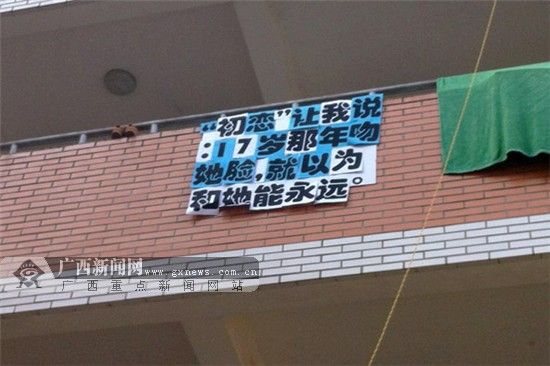 “初恋”让我说
：17岁那年吻
她脸，就以为
和她能永远。
广西新闻网
www.gxnews.com.cn
广西重点新闻网站